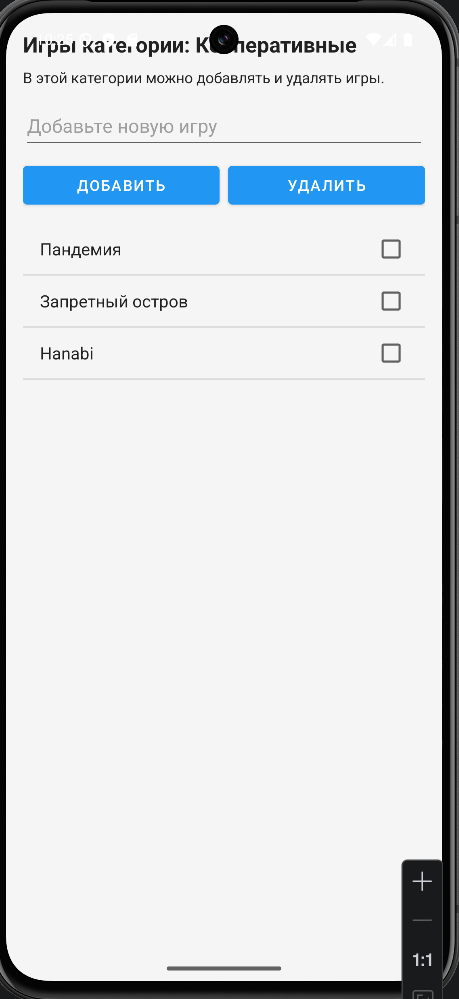 Игры категории: Кооперативные
В этой категории можно добавлять и удалять игры.
Добавьте новую игру
ДОБАВИТЬ
УДАЛИТЬ
Пандемия
Запретный остров
Hanabi
1:1